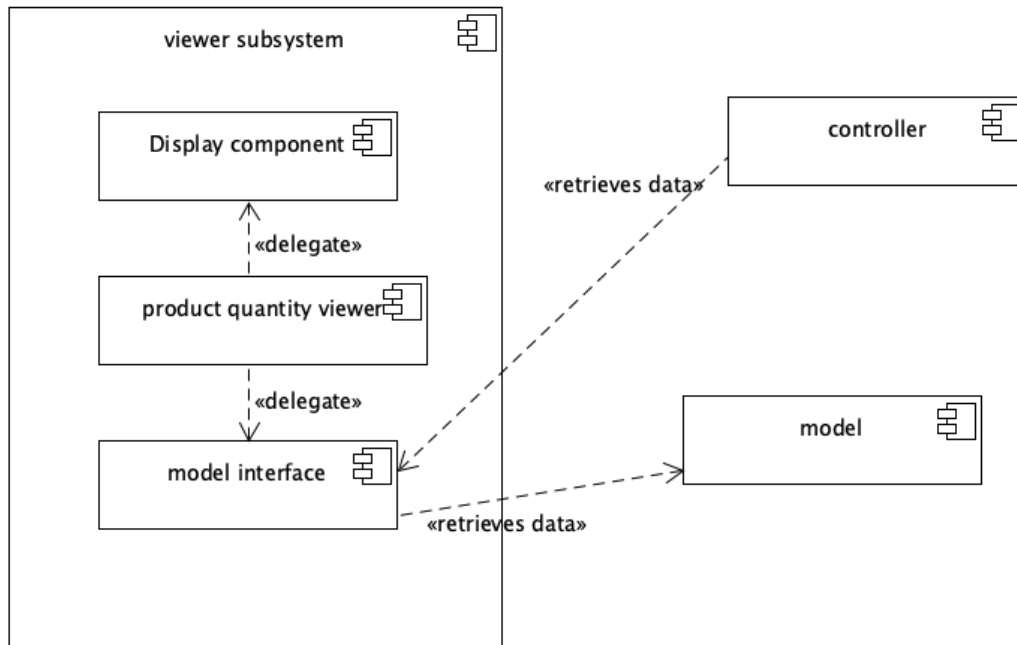 viewer subsystem
Display component
controller
«retrieves data»
«delegate»
product quantity viewer
«delegate»
model
model interface
«retrieves data»